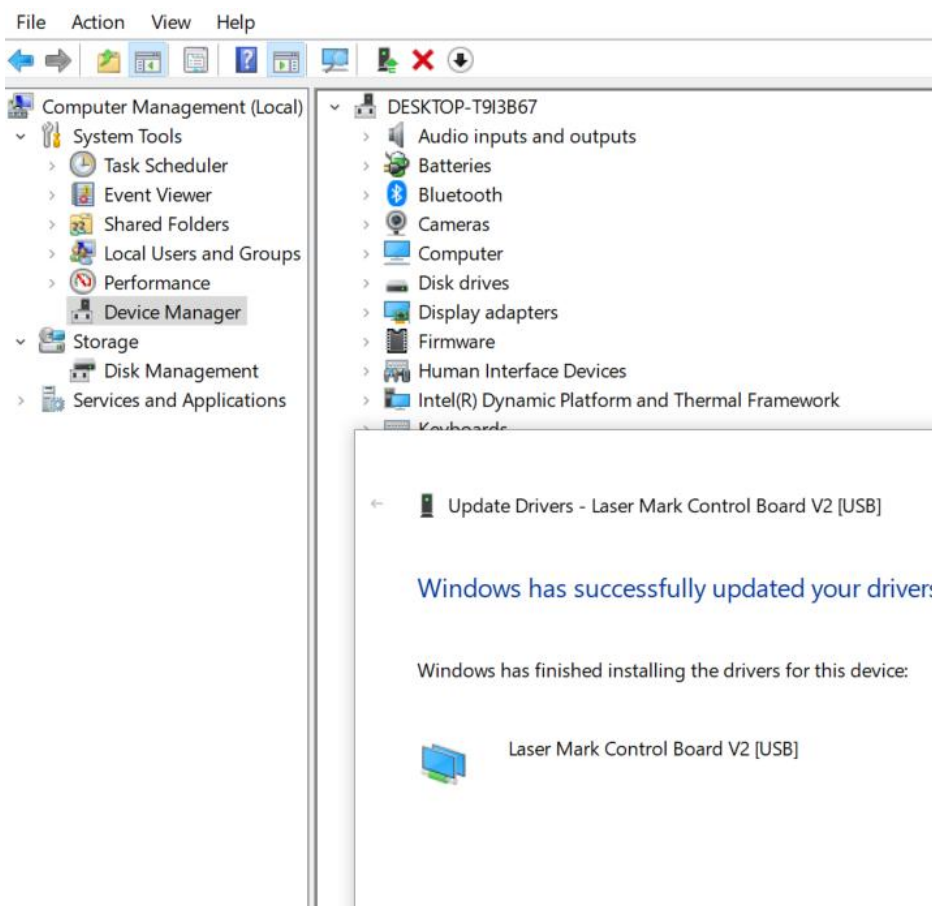 File Action View Help
Computer Management (Local)
System Tools
Task Scheduler
Event Viewer
Shared Folders
Local Users and Groups
Performance
Device Manager
Storage
Disk Management
Services and Applications
DESKTOP-T9I3B67
Audio inputs and outputs
Batteries
Bluetooth
Cameras
Computer
Disk drives
Display adapters
Firmware
Human Interface Devices
Intel(R) Dynamic Platform and Thermal Framework
Keyboards
Update Drivers - Laser Mark Control Board V2 [USB]
Windows has successfully updated your drivers
Windows has finished installing the drivers for this device:
Laser Mark Control Board V2 [USB]